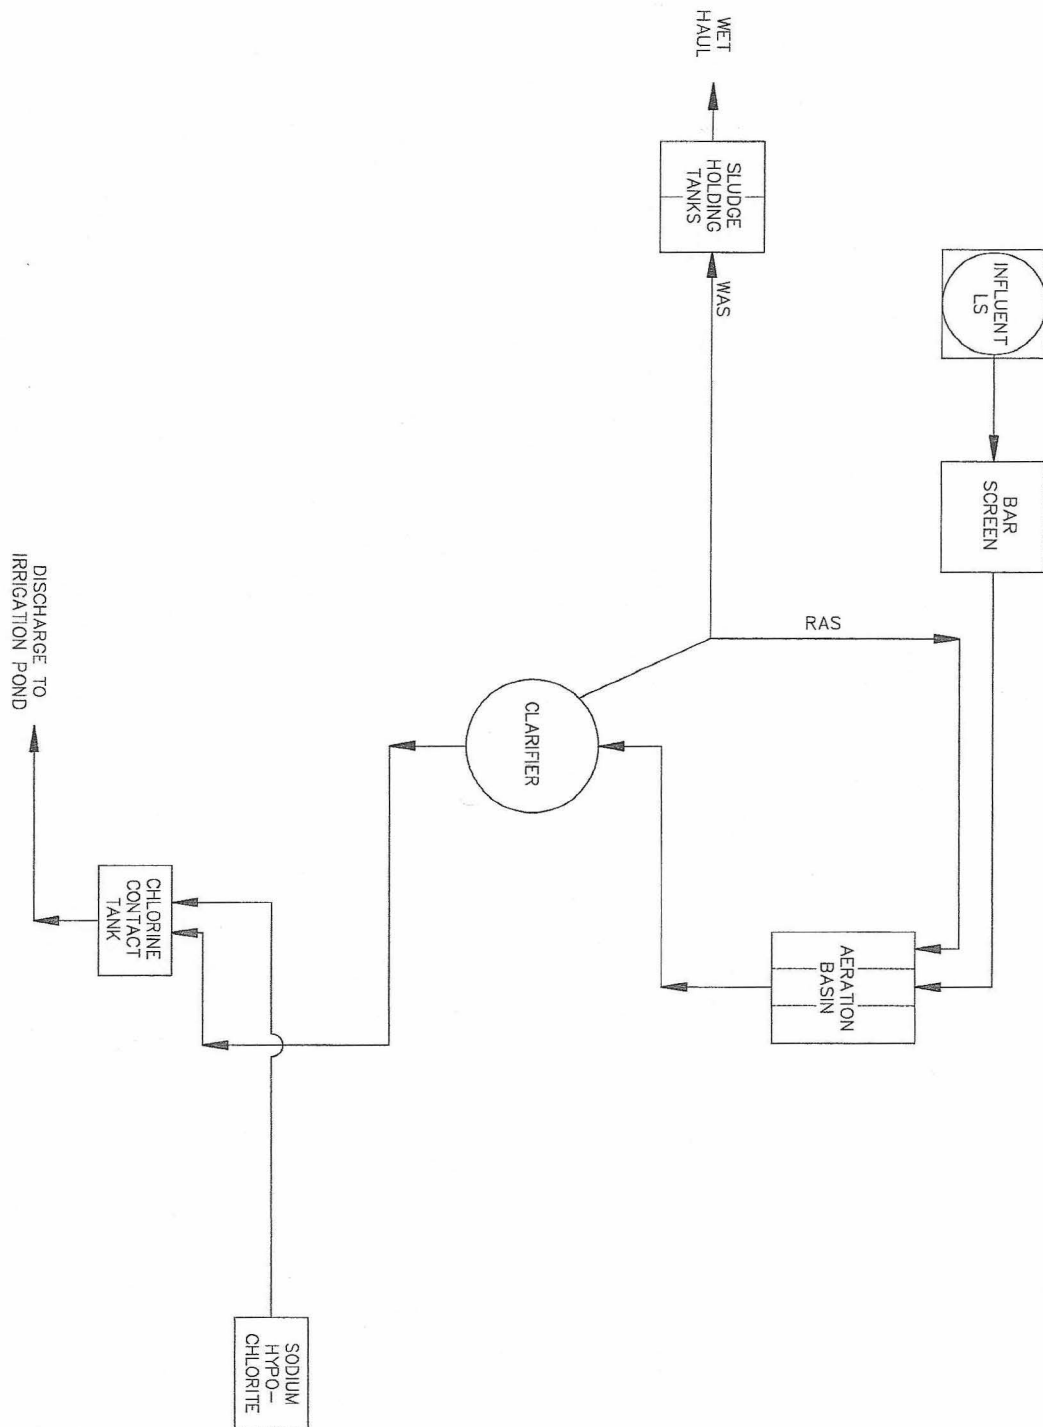 INFLUENT
LS
BAR
SCREEN
RAS
AERATION
BASIN
WET
HAUL
SLUDGE
HOLDING
TANKS
WAS
CLARIFIER
CHLORINE
CONTACT
TANK
SODIUM
HYPO-
CHLORITE
DISCHARGE TO
IRRIGATION POND